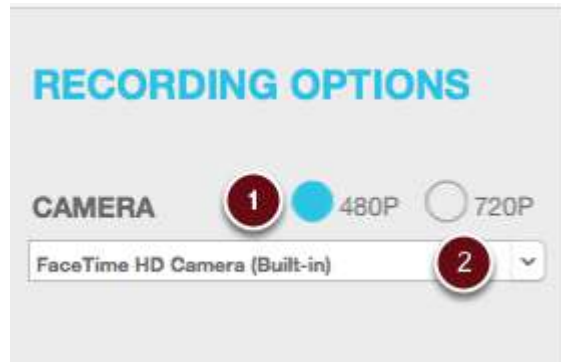 RECORDING OPTIONS
CAMERA 1 480P 720P
FaceTime HD Camera (Built-in) 2